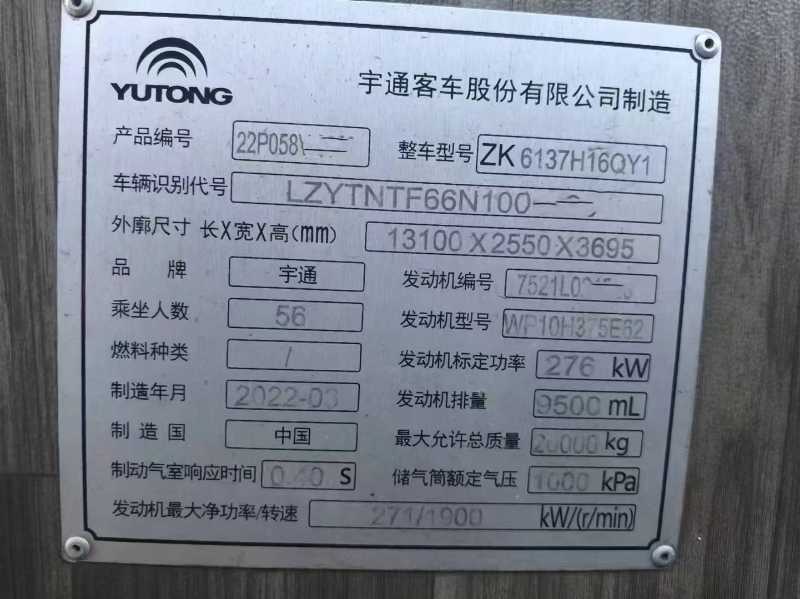 YUTONG
宇通客车股份有限公司制造
产品编号 22P058 整车型号 ZK6137H16QY1
车辆识别代号 LZYTNTF66N100
外廓尺寸 长X宽X高(mm) 13100X2550X3695
品牌 宇通 发动机编号 7521L0
乘坐人数 56 发动机型号 WP10H375E62
燃料种类 / 发动机标定功率 276 kW
制造年月 2022-03 发动机排量 9500 mL
制造国 中国 最大允许总质量 kg
制动气室响应时间 0.40 S 储气筒额定气压 1000 kPa
发动机最大净功率/转速 271/1900 kW/(r/min)